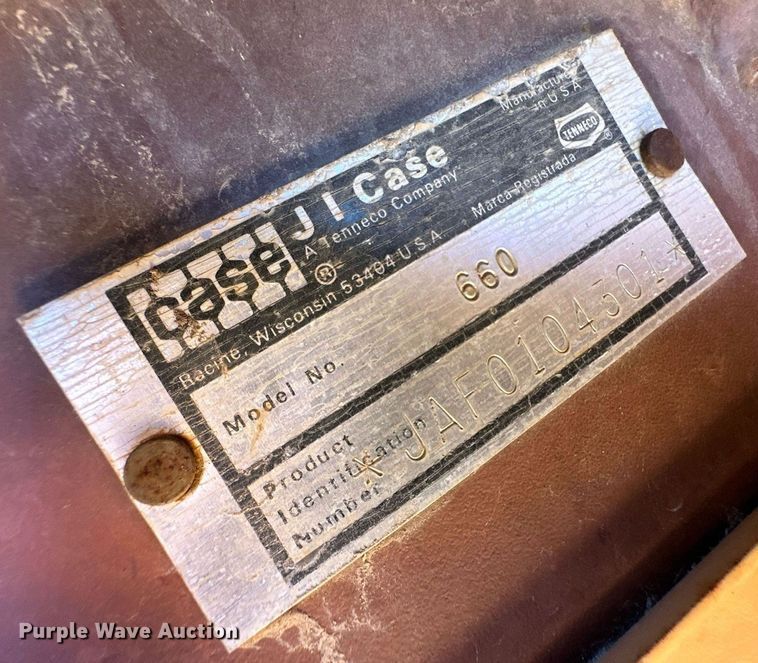 Manufactured
in U S A
TENNECO
®
case
®
J I Case
A Tenneco Company
Racine, Wisconsin 53404 U S A
Marca Registrada
Model No.
660
Product
Identification
Number
*JAF0104301*
Purple Wave Auction